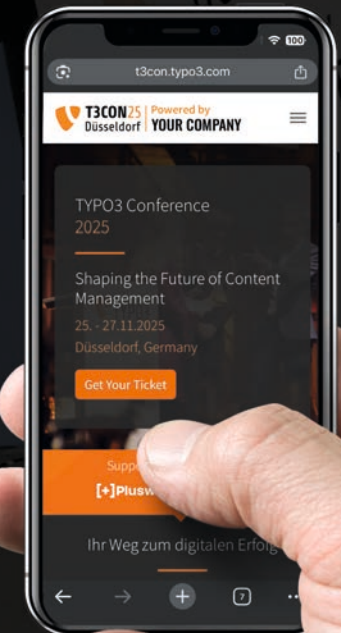 100
t3con.typo3.com
T3CON25
Düsseldorf
Powered by
YOUR COMPANY
TYPO3 Conference
2025
Shaping the Future of Content
Management
25. - 27.11.2025
Düsseldorf, Germany
Get Your Ticket
[+]
Ihr Weg zum digitalen Erfolg
7